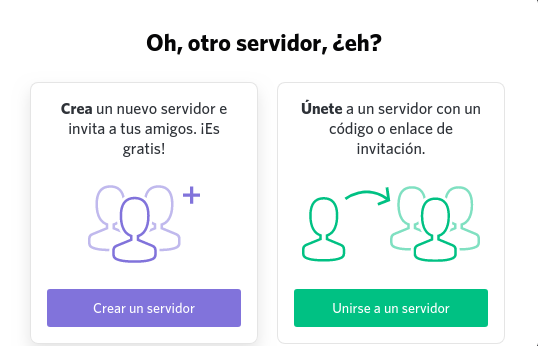 Oh, otro servidor, ¿eh?
Crea un nuevo servidor e
invita a tus amigos. ¡Es
gratis!
Crear un servidor
Únete a un servidor con un
código o enlace de
invitación.
Unirse a un servidor